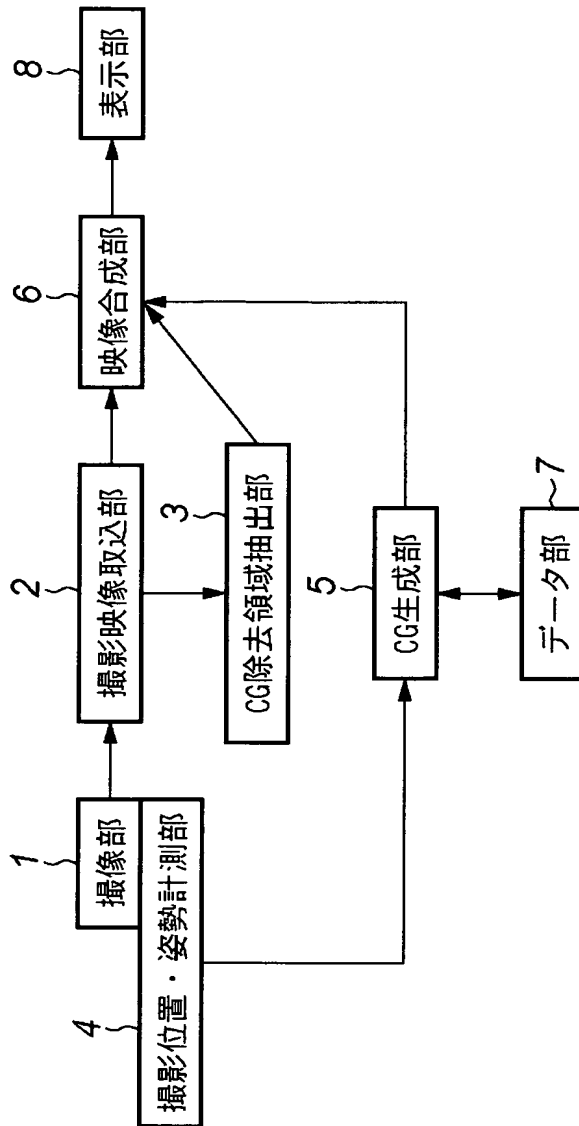 1
撮像部
4
撮影位置・姿勢計測部
2
撮影映像取込部
3
CG除去領域抽出部
5
CG生成部
7
データ部
6
映像合成部
8
表示部